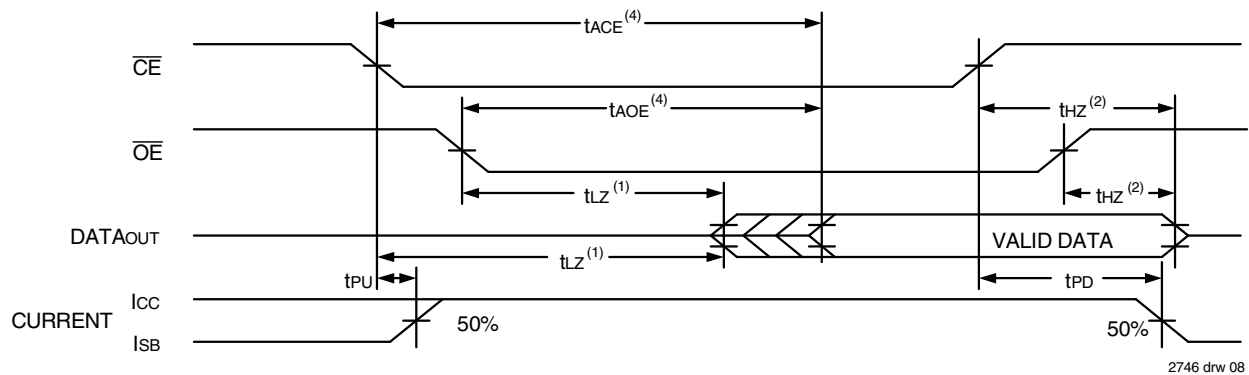 tACE(4)
CE
tAOE(4)
tHZ(2)
OE
tLZ(1)
tHZ(2)
DATAOUT
VALID DATA
tLZ(1)
tPU
tPD
ICC
CURRENT
50%
50%
ISB
2746 drw 08